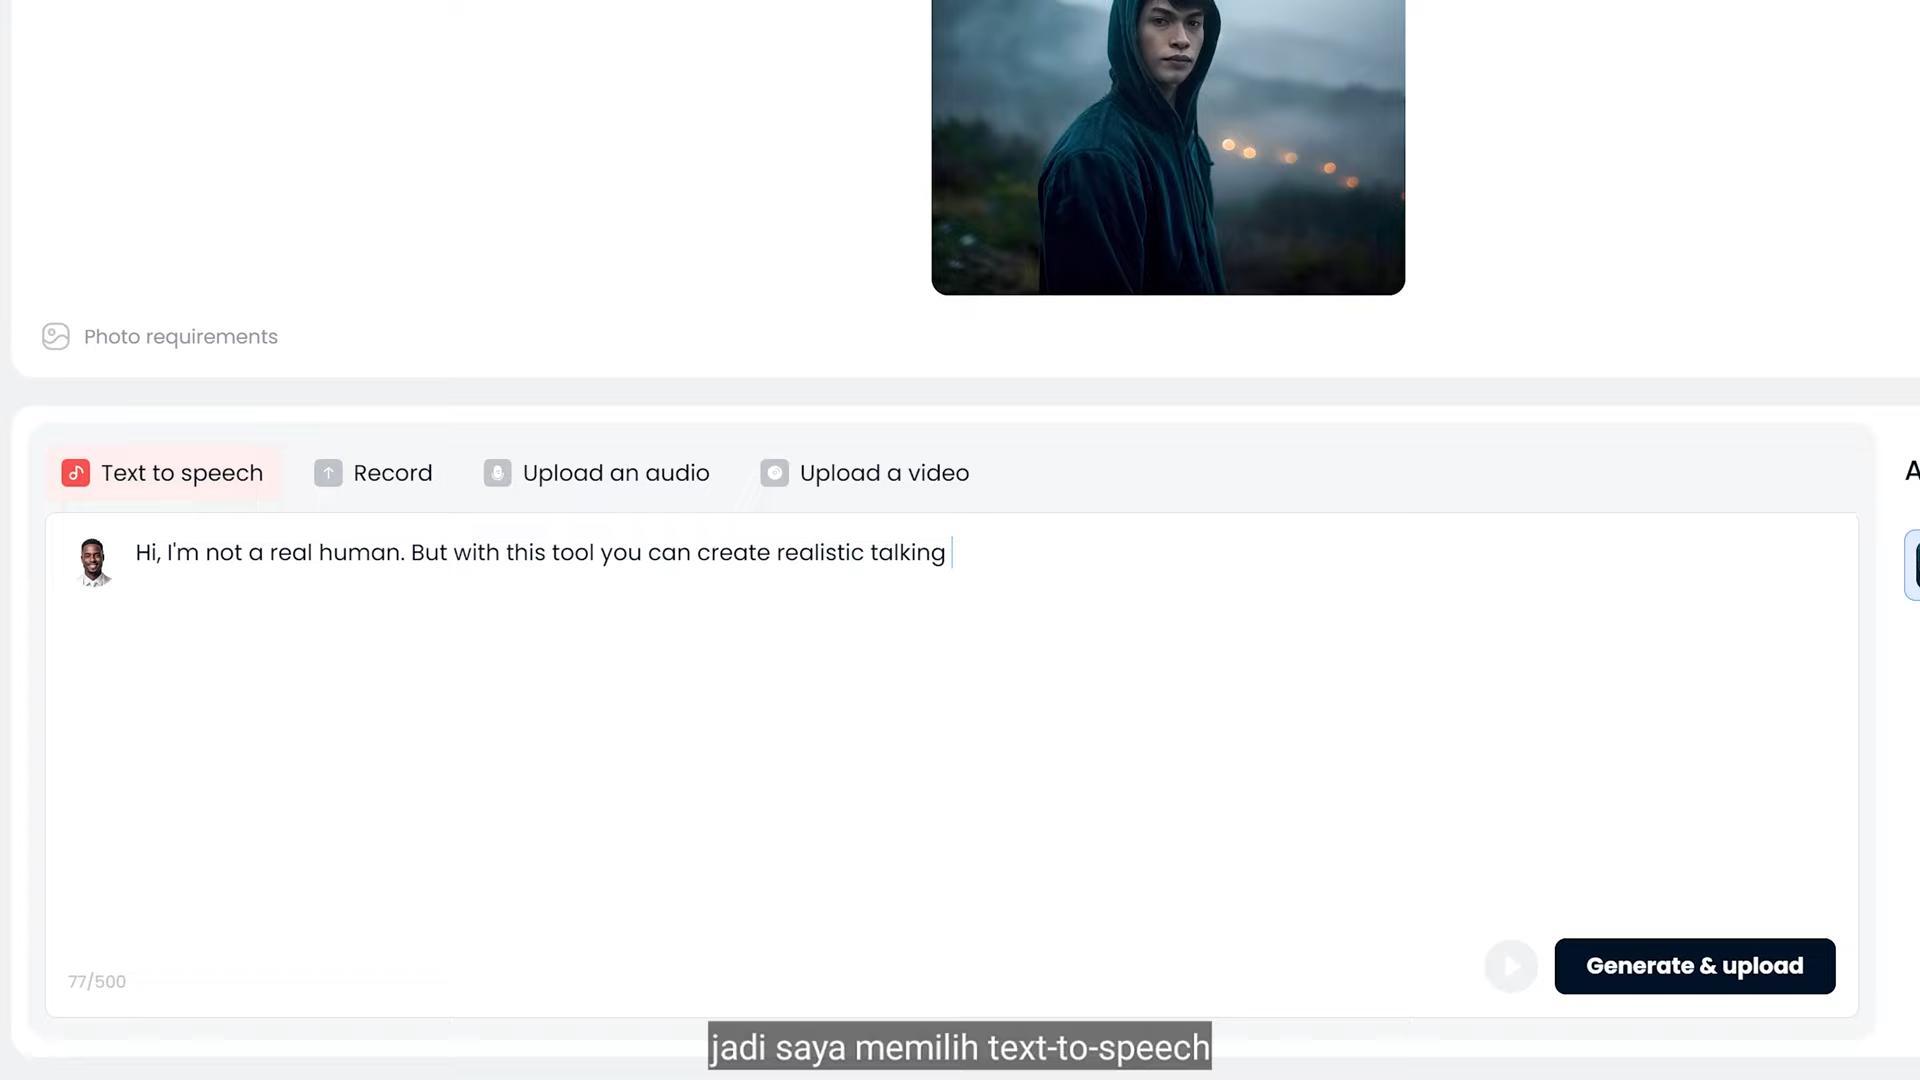 Photo requirements
Text to speech
Record
Upload an audio
Upload a video
A
Hi, I'm not a real human. But with this tool you can create realistic talking
77/500
Generate & upload
jadi saya memilih text-to-speech